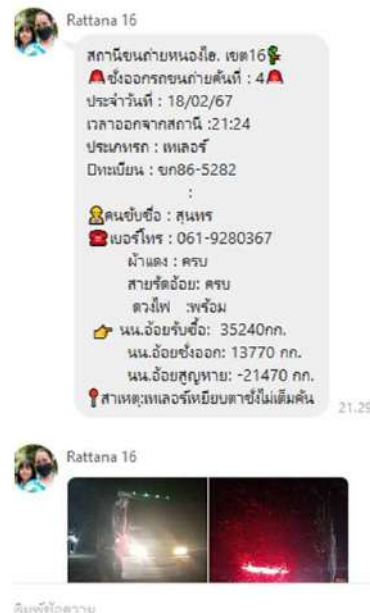 Rattana 16
สถานีขนถ่ายหนองไฮ. เขต16
ชั่งออกรถขนถ่ายคันที่ : 4
ประจำวันที่ : 18/02/67
เวลาออกจากสถานี :21:24
ประเภทรถ : เทเลอร์
ทะเบียน : ขก86-5282
:
คนขับชื่อ : สุนทร
เบอร์โทร : 061-9280367
ผ้าแดง : ครบ
สายรัดอ้อย: ครบ
ดวงไฟ :พร้อม
นน.อ้อยรับซื้อ: 35240กก.
นน.อ้อยชั่งออก: 13770 กก.
นน.อ้อยสูญหาย: -21470 กก.
สาเหตุ:เทเลอร์เหยียบตาชั่งไม่เต็มคัน
21.29
Rattana 16
พิมพ์ข้อความ